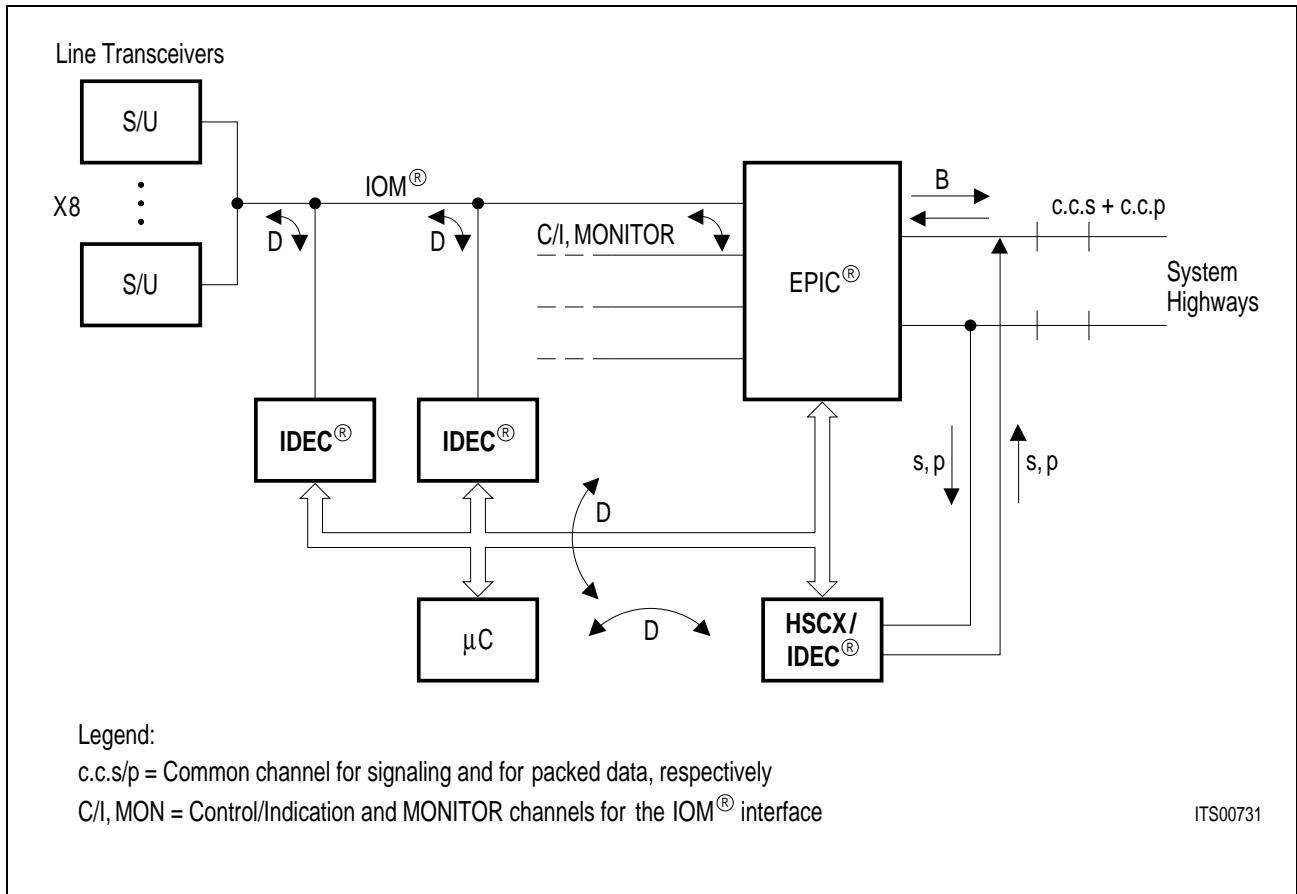 Line Transceivers
S/U
X8
S/U
IOM®
D
D
C/I, MONITOR
EPIC®
B
c.c.s + c.c.p
System
Highways
IDEC®
IDEC®
s, p
s, p
D
μC
D
HSCX/
IDEC®
Legend:
c.c.s/p = Common channel for signaling and for packed data, respectively
C/I, MON = Control/Indication and MONITOR channels for the IOM® interface
ITS00731